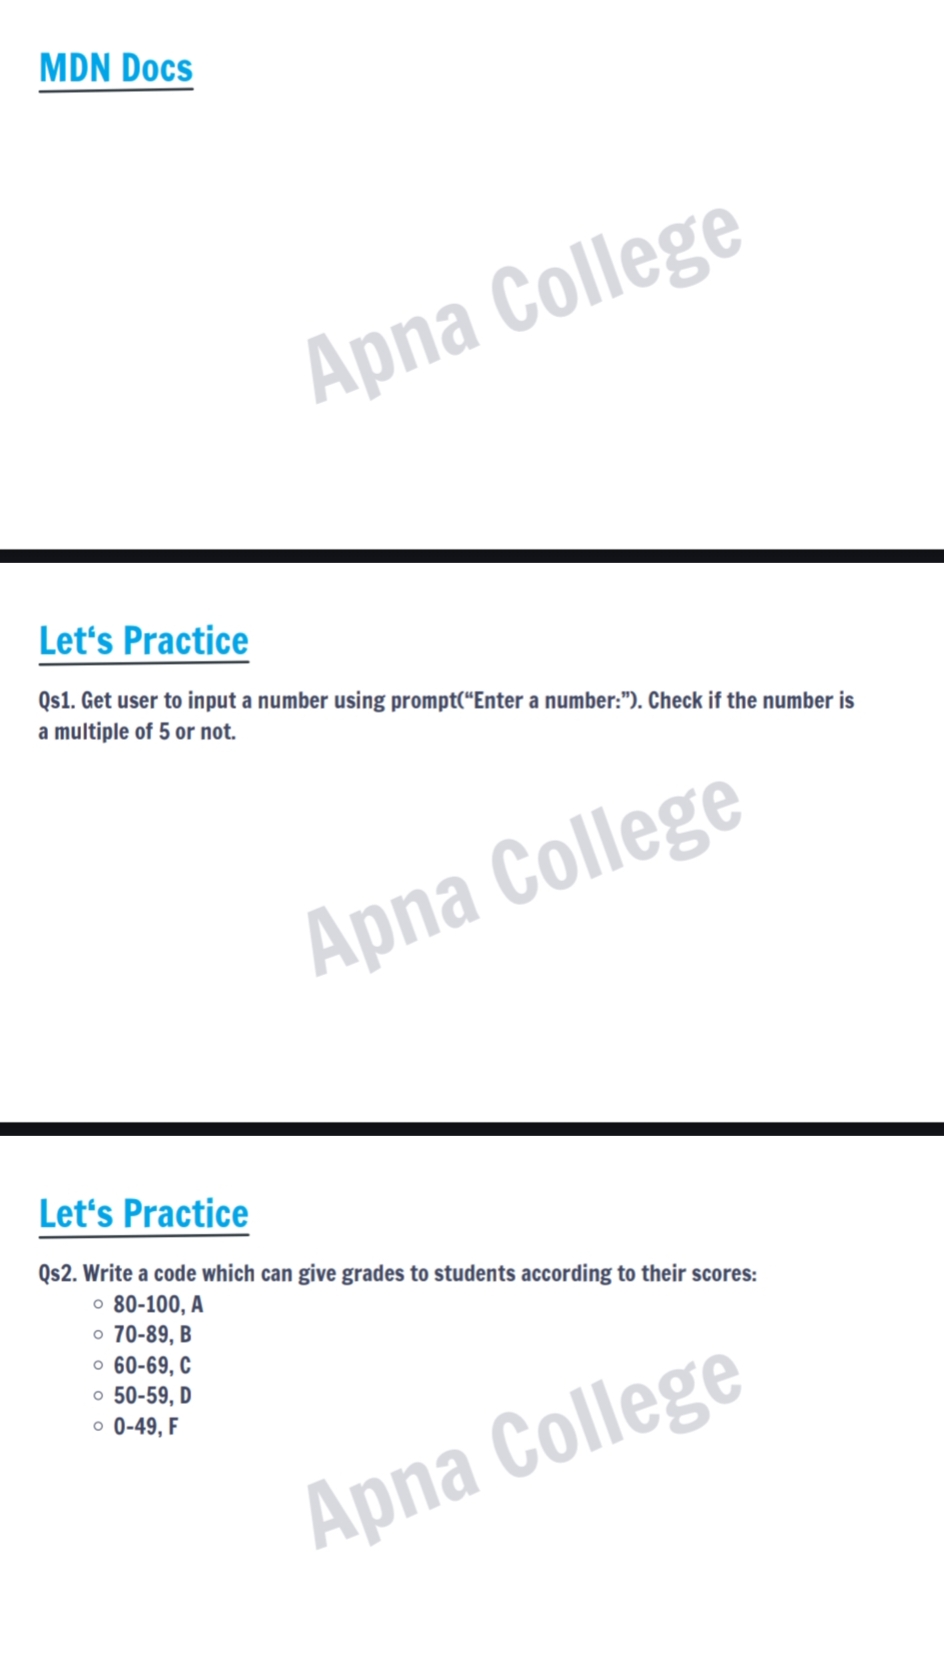 MDN Docs
Apna College
Let‘s Practice
Qs1. Get user to input a number using prompt(“Enter a number:”). Check if the number is
a multiple of 5 or not.
Apna College
Let‘s Practice
Qs2. Write a code which can give grades to students according to their scores:
80-100, A
70-89, B
60-69, C
50-59, D
0-49, F
Apna College